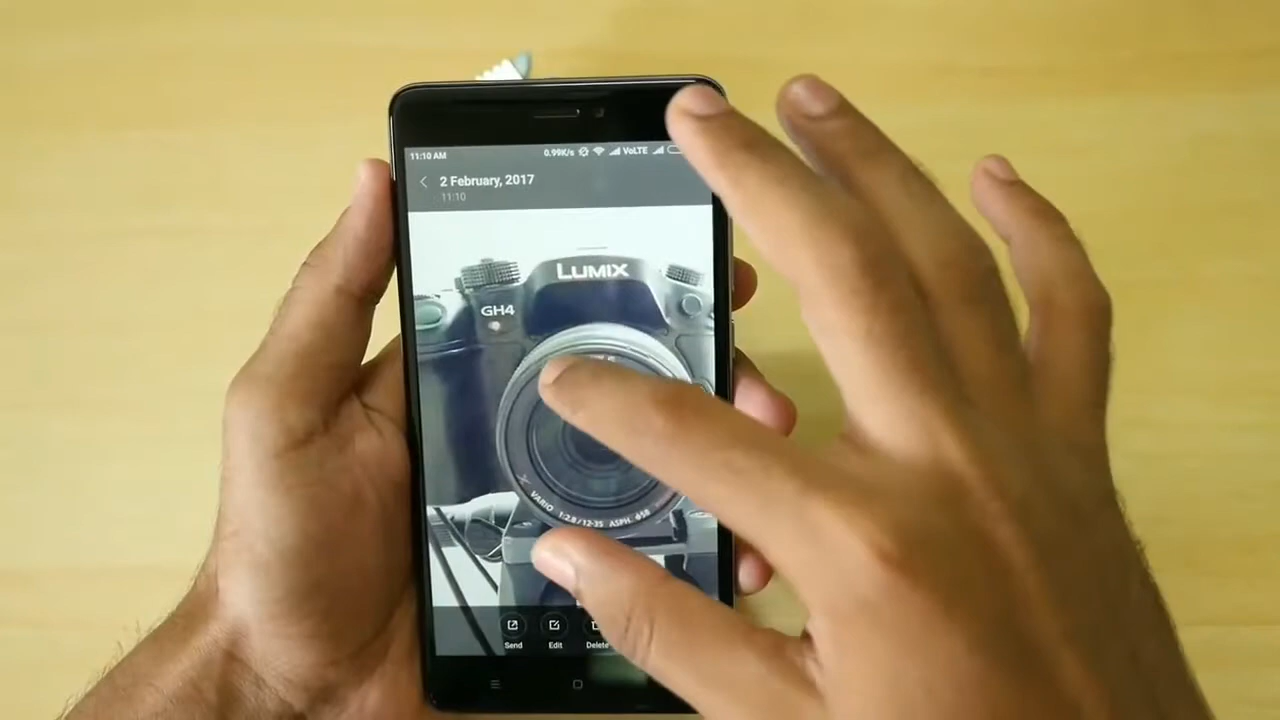 11:10 AM 0.99K/s VoLTE
2 February, 2017
11:10
LUMIX
GH4
X VARIO 1:2.8/12-35 ASPH. φ58
Send Edit Delete